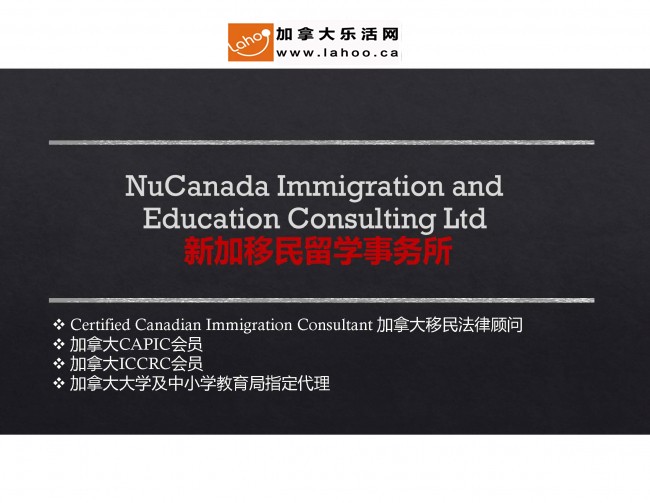 Lahoo
加拿大乐活网
www.lahoo.ca
NuCanada Immigration and
Education Consulting Ltd
新加移民留学事务所
❖ Certified Canadian Immigration Consultant 加拿大移民法律顾问
❖ 加拿大CAPIC会员
❖ 加拿大ICCRC会员
❖ 加拿大大学及中小学教育局指定代理